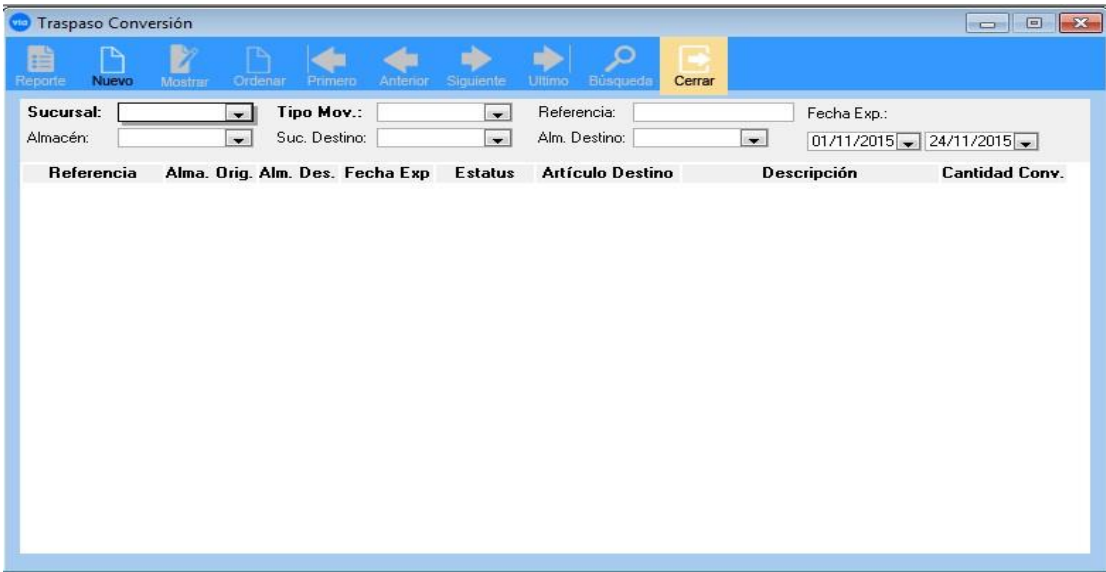 via Traspaso Conversión
Reporte Nuevo Mostrar Ordenar Primero Anterior Siguiente Ultimo Búsqueda Cerrar
Sucursal: Tipo Mov.: Referencia: Fecha Exp.:
Almacén: Suc. Destino: Alm. Destino: 01/11/2015 24/11/2015
Referencia Alma. Orig. Alm. Des. Fecha Exp Estatus Artículo Destino Descripción Cantidad Conv.